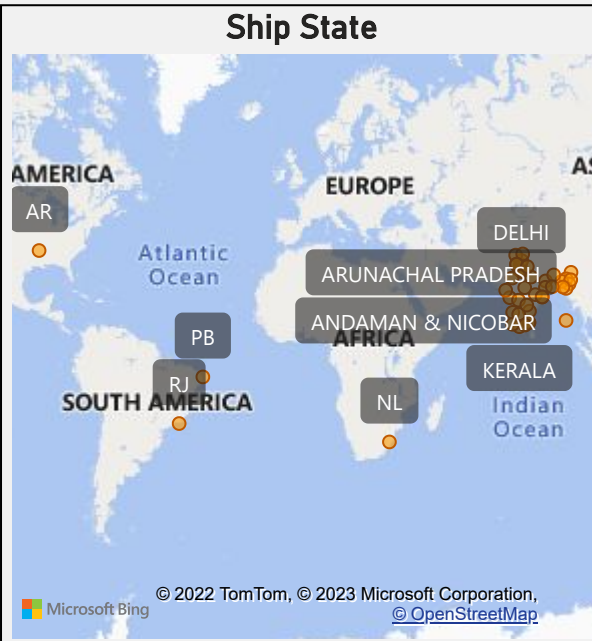 Ship State
AMERICA
EUROPE
AS
AR
DELHI
Atlantic
Ocean
ARUNACHAL PRADESH
ANDAMAN & NICOBAR
PB
AFRICA
KERALA
RJ
SOUTH AMERICA
NL
Indian
Ocean
© 2022 TomTom, © 2023 Microsoft Corporation,
Microsoft Bing
© OpenStreetMap